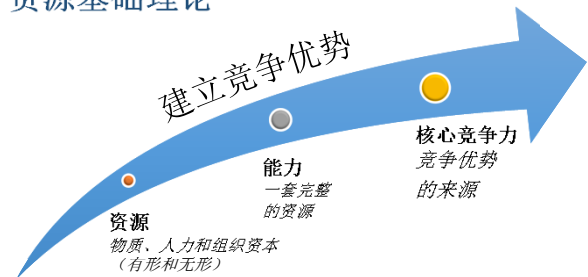 资源基础理论
建立竞争优势
核心竞争力
竞争优势
的来源
能力
一套完整
的资源
资源
物质、人力和组织资本
（有形和无形）